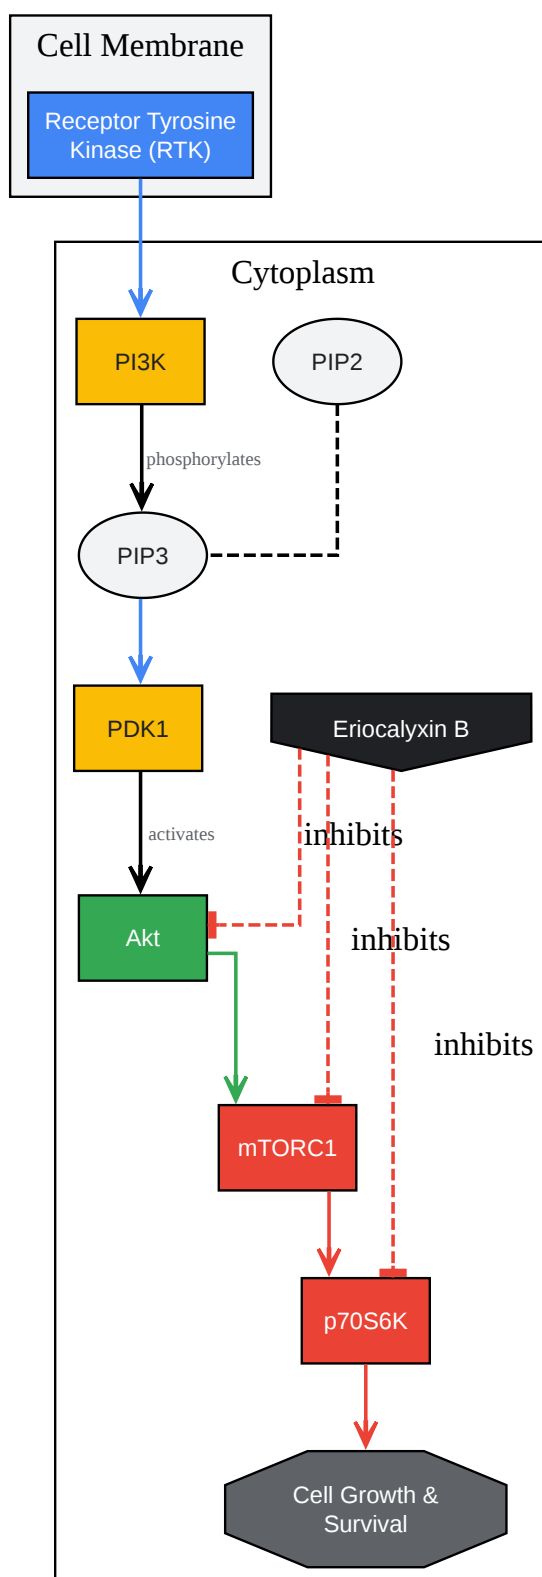 Cell Membrane
Receptor Tyrosine
Kinase (RTK)
Cytoplasm
PI3K
PIP2
phosphorylates
PIP3
PDK1
Eriocalyxin B
activates
inhibits
Akt
inhibits
inhibits
mTORC1
p70S6K
Cell Growth &
Survival